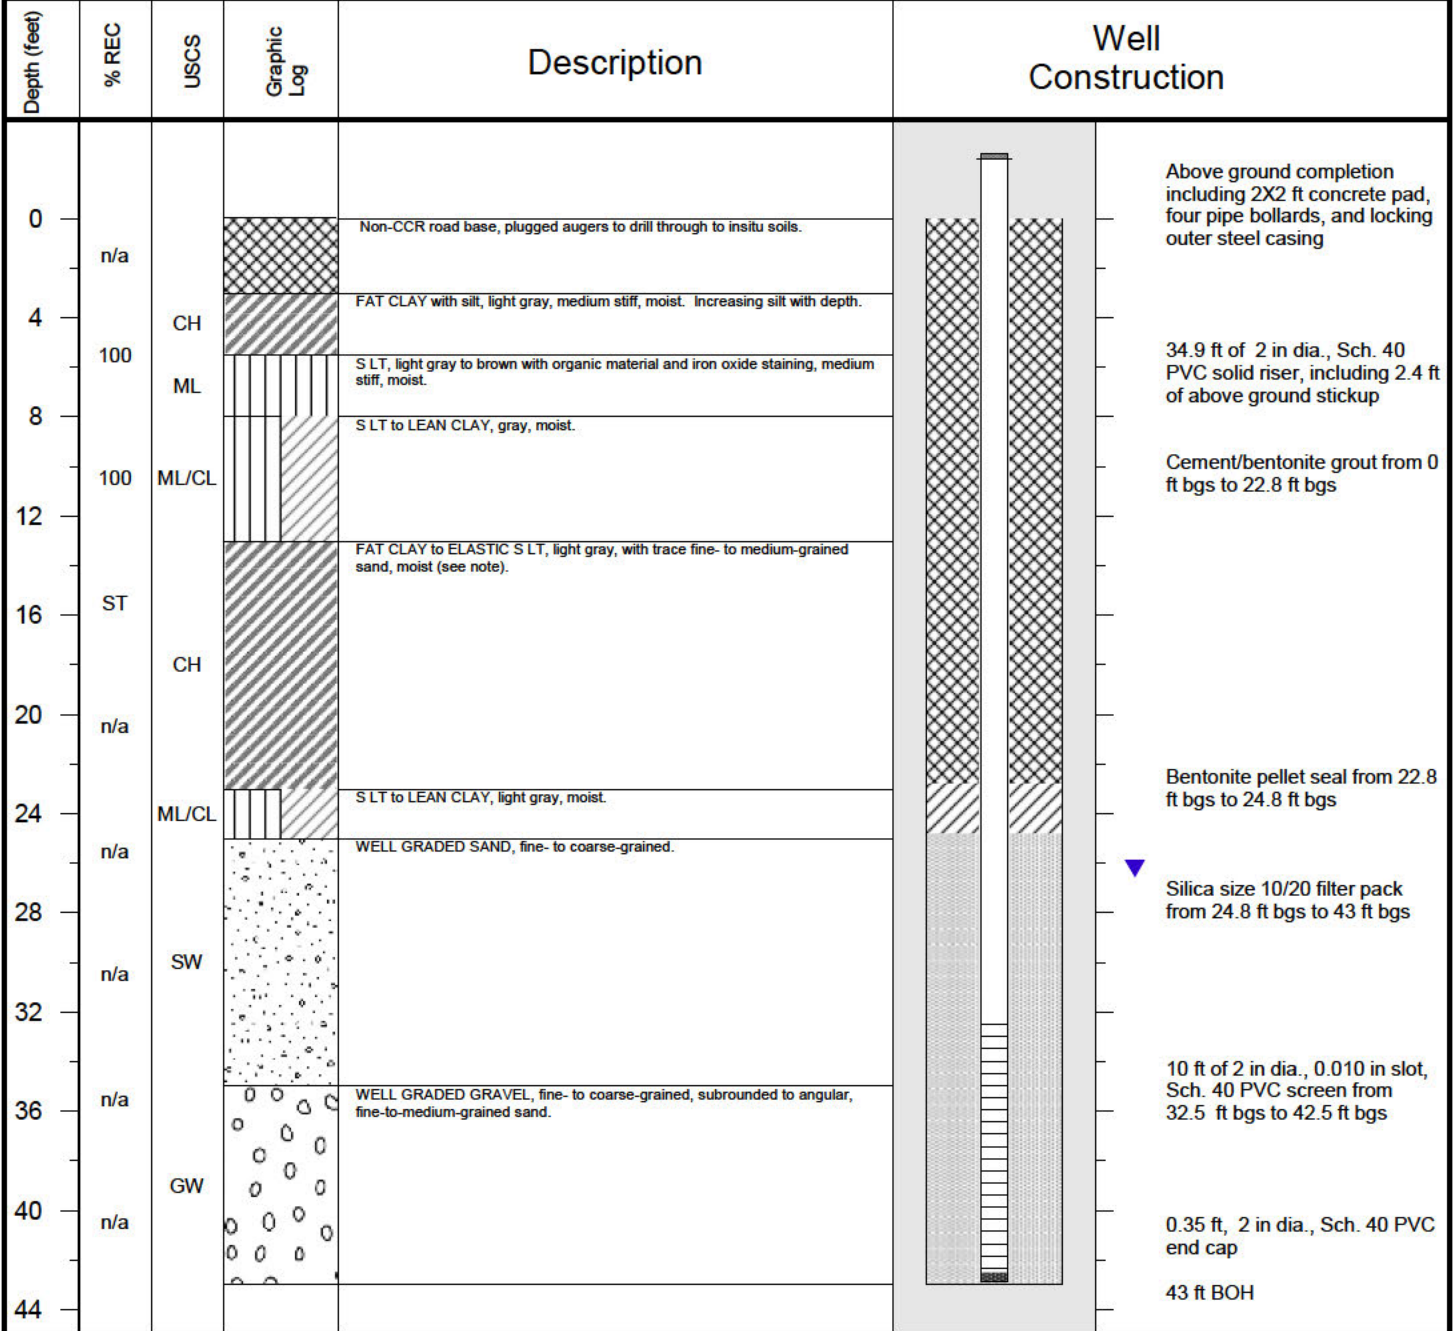 Depth (feet)
% REC
USCS
Graphic
Log
Description
Well
Construction
0
4
8
12
16
20
24
28
32
36
40
44
n/a
100
100
ST
n/a
n/a
n/a
n/a
n/a
CH
ML
ML/CL
CH
ML/CL
SW
GW
Non-CCR road base, plugged augers to drill through to insitu soils.
FAT CLAY with silt, light gray, medium stiff, moist. Increasing silt with depth.
S LT, light gray to brown with organic material and iron oxide staining, medium
stiff, moist.
S LT to LEAN CLAY, gray, moist.
FAT CLAY to ELASTIC S LT, light gray, with trace fine- to medium-grained
sand, moist (see note).
S LT to LEAN CLAY, light gray, moist.
WELL GRADED SAND, fine- to coarse-grained.
WELL GRADED GRAVEL, fine- to coarse-grained, subrounded to angular,
fine-to-medium-grained sand.
Above ground completion
including 2X2 ft concrete pad,
four pipe bollards, and locking
outer steel casing
34.9 ft of 2 in dia., Sch. 40
PVC solid riser, including 2.4 ft
of above ground stickup
Cement/bentonite grout from 0
ft bgs to 22.8 ft bgs
Bentonite pellet seal from 22.8
ft bgs to 24.8 ft bgs
Silica size 10/20 filter pack
from 24.8 ft bgs to 43 ft bgs
10 ft of 2 in dia., 0.010 in slot,
Sch. 40 PVC screen from
32.5 ft bgs to 42.5 ft bgs
0.35 ft, 2 in dia., Sch. 40 PVC
end cap
43 ft BOH